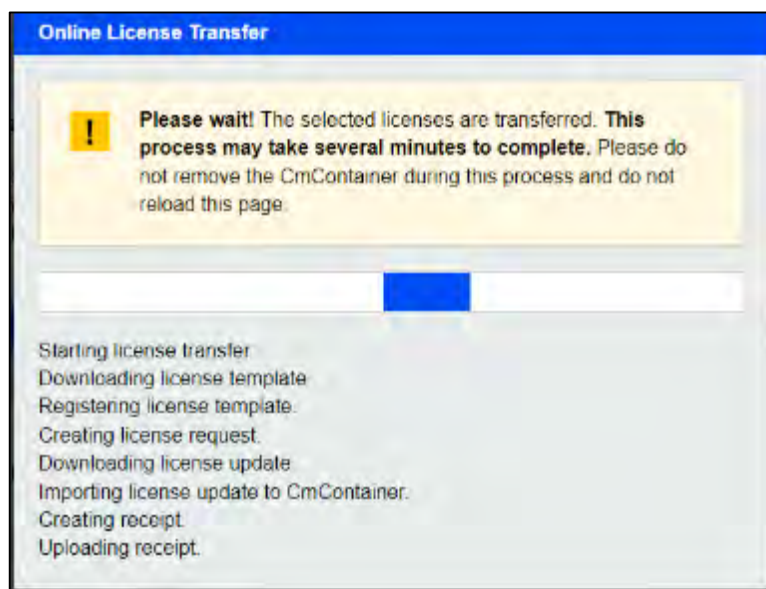 Online License Transfer
!
Please wait! The selected licenses are transferred. This
process may take several minutes to complete. Please do
not remove the CmContainer during this process and do not
reload this page.
Starting license transfer
Downloading license template
Registering license template.
Creating license request.
Downloading license update
Importing license update to CmContainer.
Creating receipt
Uploading receipt.